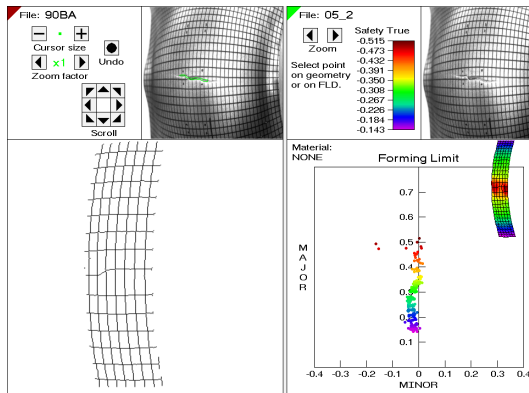 File: 90BA
Cursor size
x1
Zoom factor
Undo
Scroll
File: 05_2
Zoom
Select point
on geometry
or on FLD.
Safety True
-0.515
-0.473
-0.432
-0.391
-0.350
-0.308
-0.267
-0.226
-0.184
-0.143
Material:
NONE
Forming Limit
MAJOR
0.7
0.6
0.5
0.4
0.3
0.2
0.1
-0.4 -0.3 -0.2 -0.1 0.0 0.1 0.2 0.3 0.4
MINOR